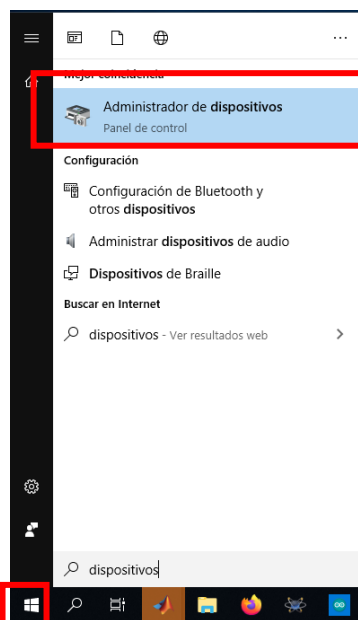 Mejor coincidencia
Administrador de dispositivos
Panel de control
Configuración
Configuración de Bluetooth y
otros dispositivos
Administrar dispositivos de audio
Dispositivos de Braille
Buscar en Internet
dispositivos - Ver resultados web
dispositivos